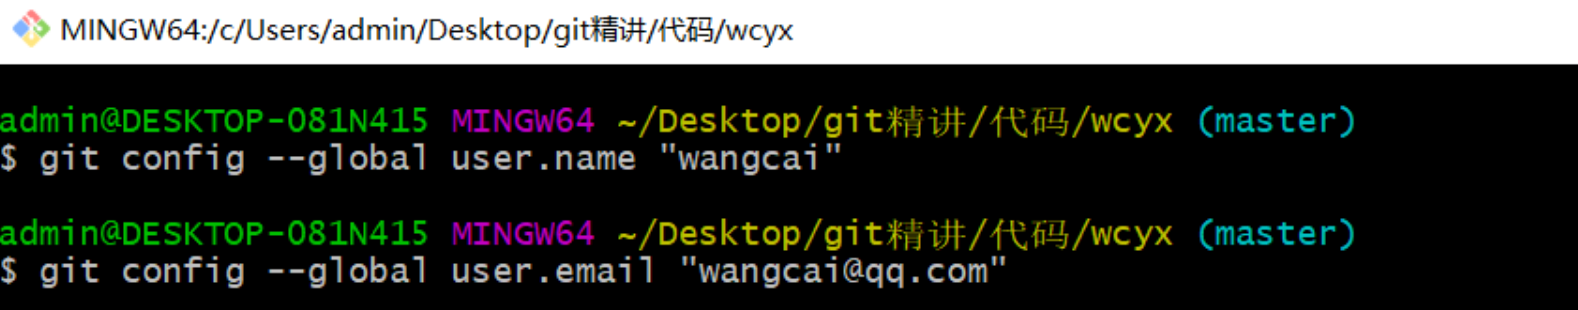 MINGW64:/c/Users/admin/Desktop/git精讲/代码/wcyx
admin@DESKTOP-081N415 MINGW64 ~/Desktop/git精讲/代码/wcyx (master)
$ git config --global user.name "wangcai"
admin@DESKTOP-081N415 MINGW64 ~/Desktop/git精讲/代码/wcyx (master)
$ git config --global user.email "wangcai@qq.com"